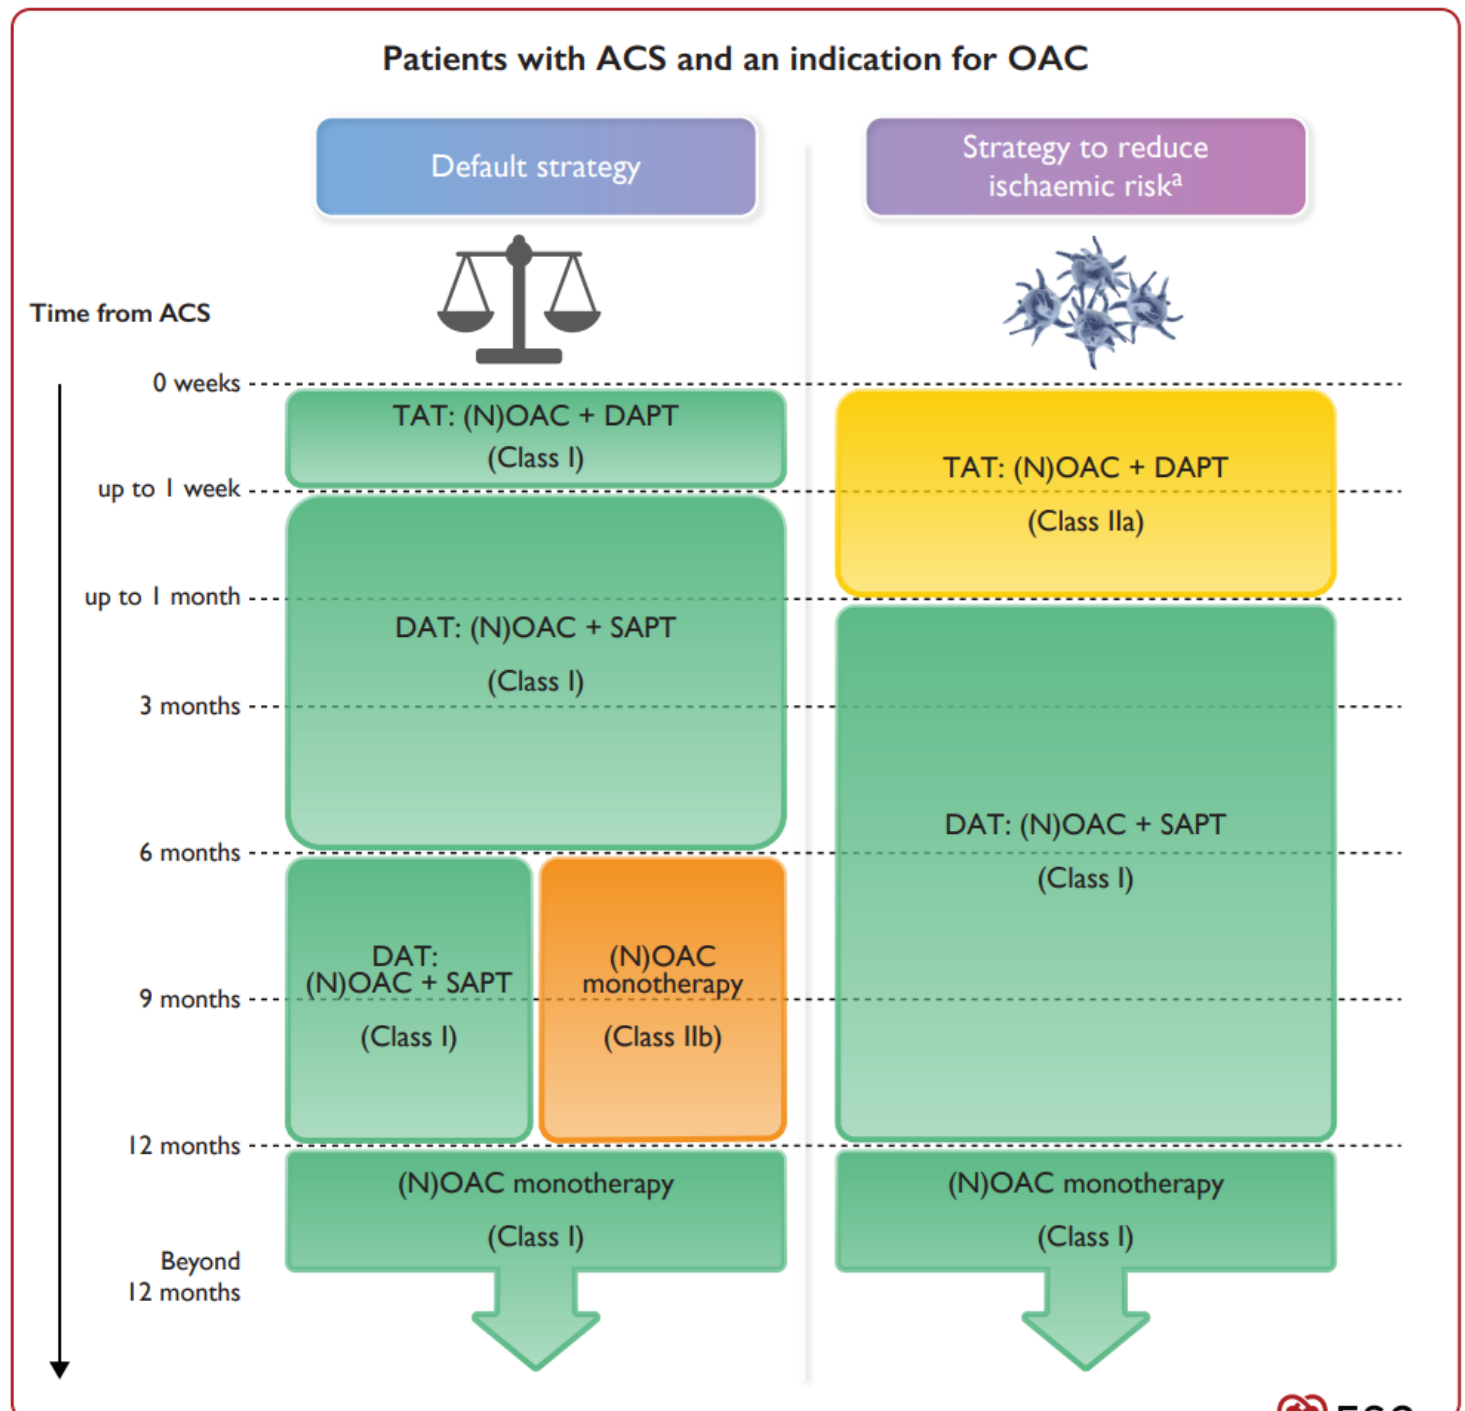 Patients with ACS and an indication for OAC
Default strategy
Strategy to reduce
ischaemic riskᵃ
Time from ACS
0 weeks
up to 1 week
up to 1 month
3 months
6 months
9 months
12 months
Beyond
12 months
TAT: (N)OAC + DAPT
(Class I)
DAT: (N)OAC + SAPT
(Class I)
DAT:
(N)OAC + SAPT
(Class I)
(N)OAC
monotherapy
(Class IIb)
(N)OAC monotherapy
(Class I)
TAT: (N)OAC + DAPT
(Class IIa)
DAT: (N)OAC + SAPT
(Class I)
(N)OAC monotherapy
(Class I)